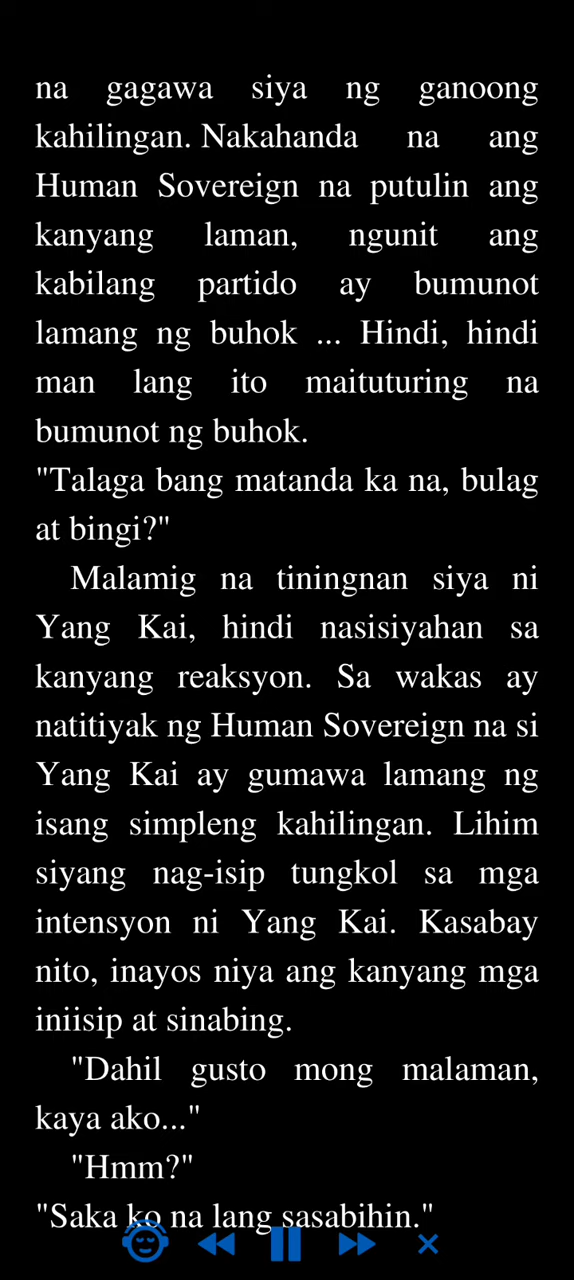 na gagawa siya ng ganoong
kahilingan. Nakahanda na ang
Human Sovereign na putulin ang
kanyang laman, ngunit ang
kabilang partido ay bumunot
lamang ng buhok ... Hindi, hindi
man lang ito maituturing na
bumunot ng buhok.
"Talaga bang matanda ka na, bulag
at bingi?"
Malamig na tiningnan siya ni
Yang Kai, hindi nasisiyahan sa
kanyang reaksyon. Sa wakas ay
natitiyak ng Human Sovereign na si
Yang Kai ay gumawa lamang ng
isang simpleng kahilingan. Lihim
siyang nag-isip tungkol sa mga
intensyon ni Yang Kai. Kasabay
nito, inayos niya ang kanyang mga
iniisip at sinabing.
"Dahil gusto mong malaman,
kaya ako..."
"Hmm?"
"Saka ko na lang sasabihin."